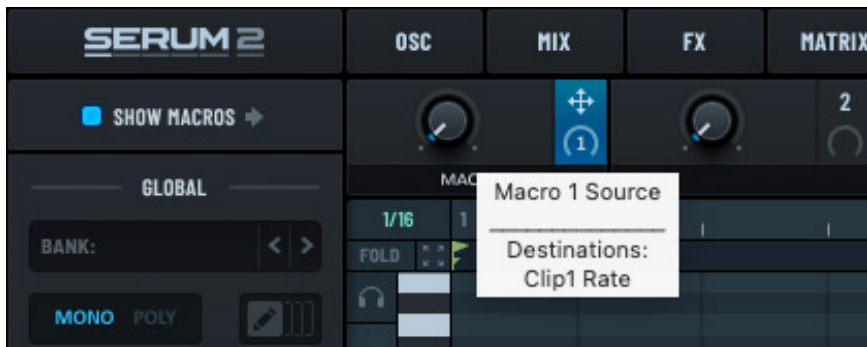 SERUM 2
OSC
MIX
FX
MATRIX
SHOW MACROS
1
2
GLOBAL
MAC
Macro 1 Source
Destinations:
Clip1 Rate
1/16
1
BANK:
FOLD
MONO POLY